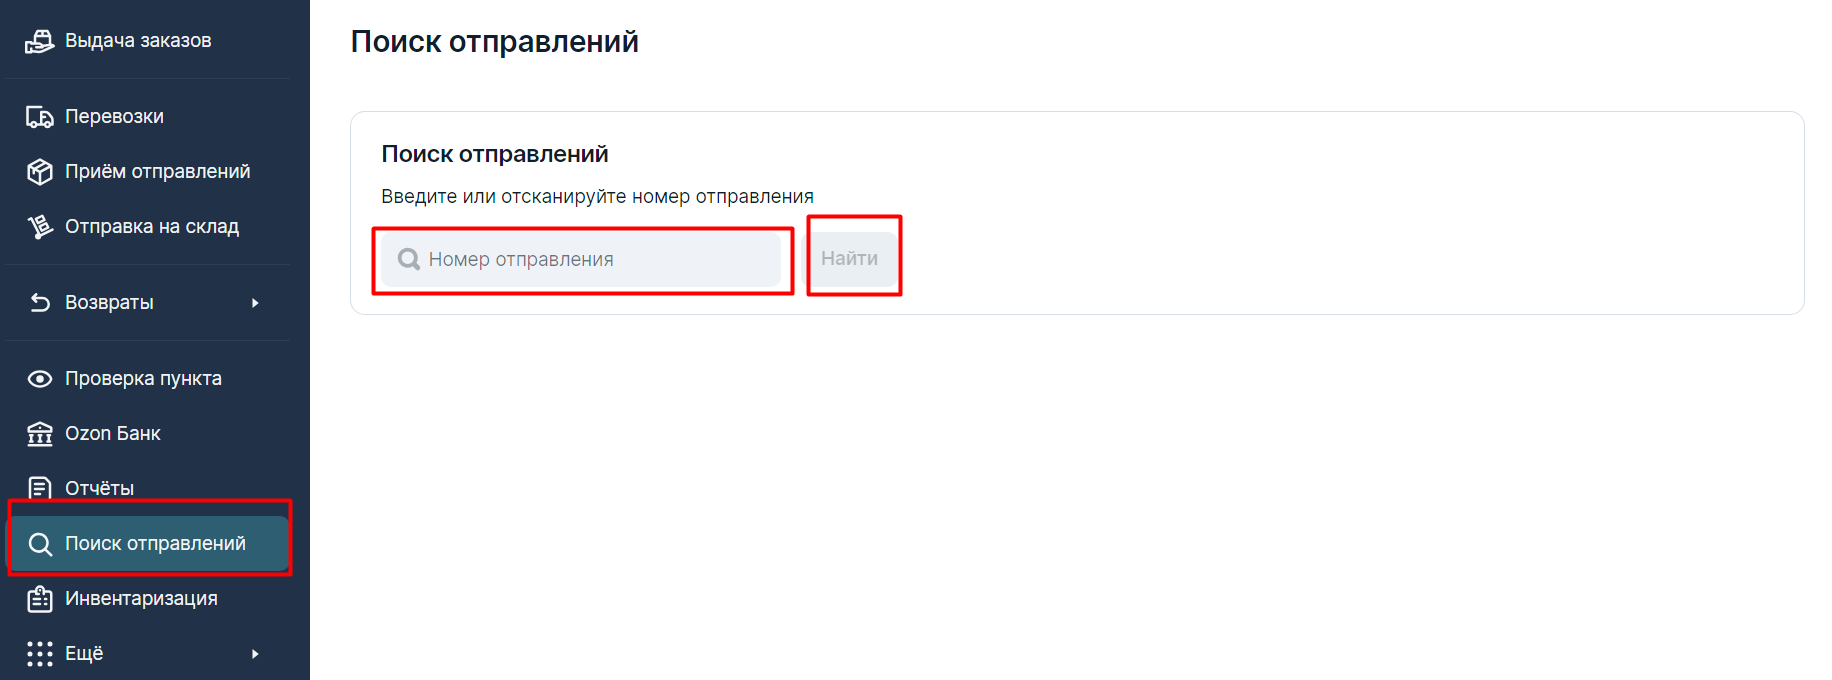 Выдача заказов
Перевозки
Приём отправлений
Отправка на склад
Возвраты
Проверка пункта
Ozon Банк
Отчёты
Поиск отправлений
Инвентаризация
Ещё
Поиск отправлений
Поиск отправлений
Введите или отсканируйте номер отправления
Номер отправления
Найти